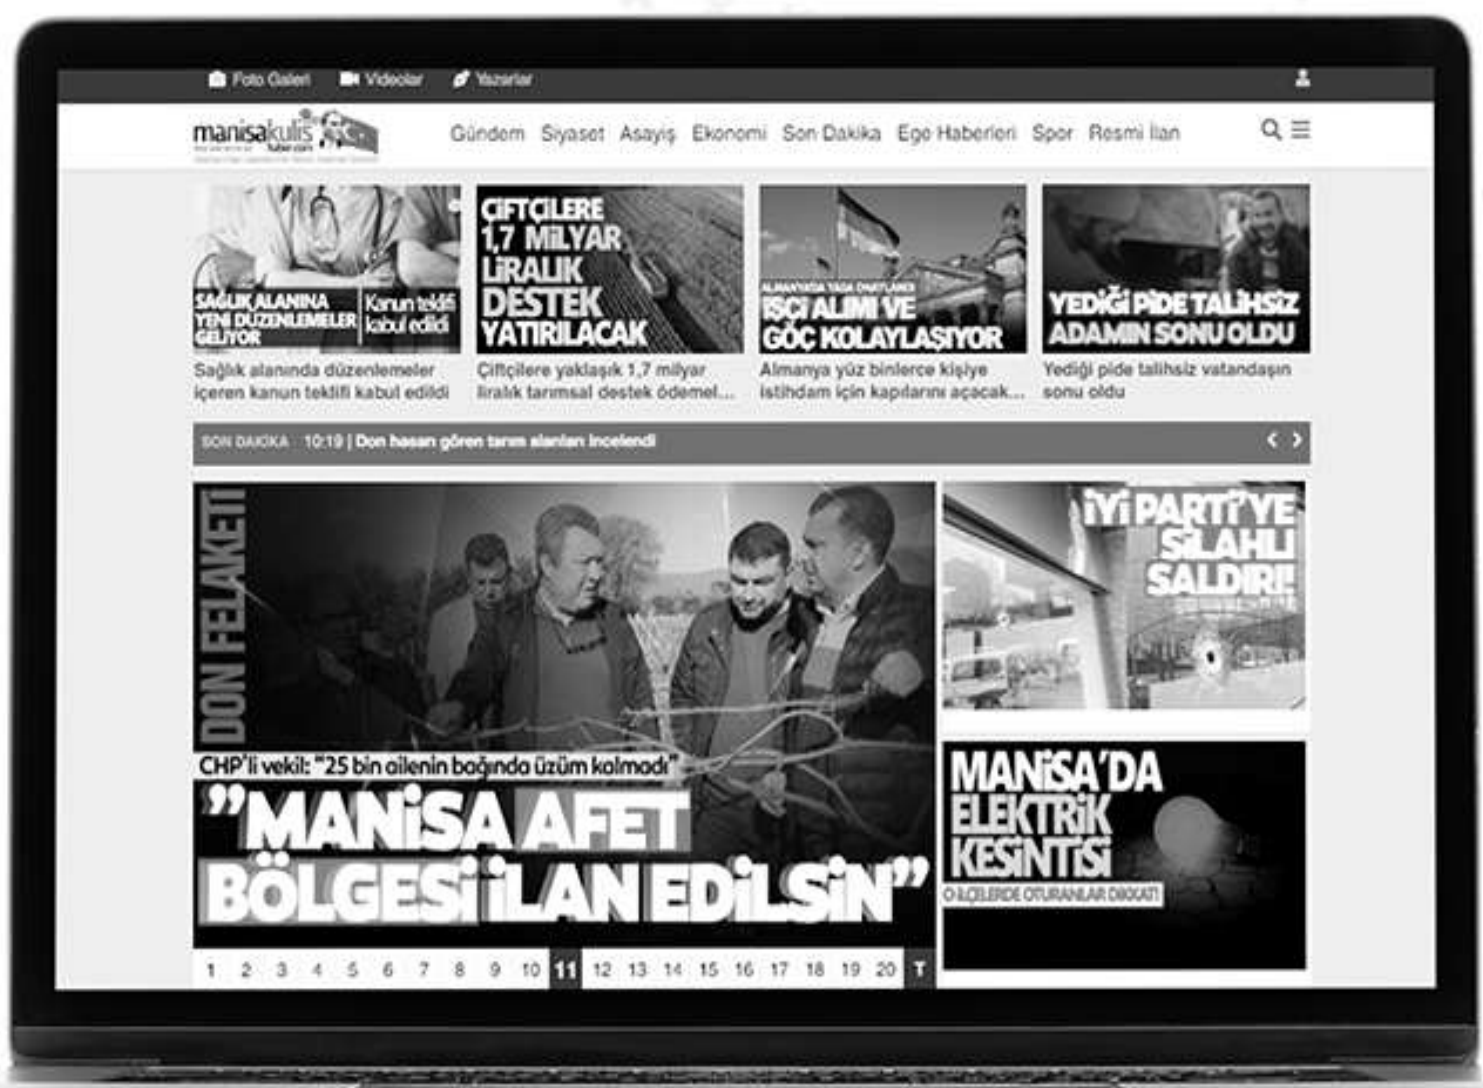 Foto Galeri Videolar Yazarlar
manisakulis
haber.com
Gündem Siyaset Asayiş Ekonomi Son Dakika Ege Haberleri Spor Resmi İlan
SAĞLIK ALANINA
YENİ DÜZENLEMELER
GELİYOR
Kanun teklifi
kabul edildi
Sağlık alanında düzenlemeler
içeren kanun teklifi kabul edildi
ÇİFTÇİLERE
1,7 MİLYAR
LİRALIK
DESTEK
YATIRILACAK
Çiftçilere yaklaşık 1,7 milyar
liralık tarımsal destek ödemel...
ALMANYA'DA YASA ONAYLANDI
İŞÇİ ALIMI VE
GÖÇ KOLAYLAŞIYOR
Almanya yüz binlerce kişiye
istihdam için kapılarını açacak...
YEDİĞİ PİDE TALİHSİZ
ADAMIN SONU OLDU
Yediği pide talihsiz vatandaşın
sonu oldu
SON DAKİKA 10:19 | Don hasarı gören tarım alanları incelendi
DON FELAKETİ
CHP'li vekil: "25 bin ailenin bağında üzüm kalmadı"
"MANİSA AFET
BÖLGESİ İLAN EDİLSİN"
1 2 3 4 5 6 7 8 9 10 11 12 13 14 15 16 17 18 19 20 T
İYİ PARTİ'YE
SİLAHLI
SALDIRI!
MANİSA'DA
ELEKTRİK
KESİNTİSİ
O İLÇELERDE OTURANLAR DİKKAT!